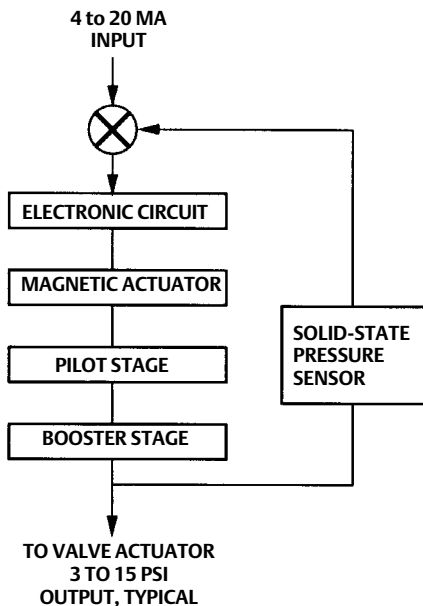 4 to 20 MA
INPUT
ELECTRONIC CIRCUIT
MAGNETIC ACTUATOR
PILOT STAGE
BOOSTER STAGE
SOLID-STATE
PRESSURE
SENSOR
TO VALVE ACTUATOR
3 TO 15 PSI
OUTPUT, TYPICAL